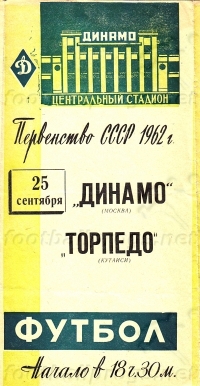 ДИНАМО
Д
ЦЕНТРАЛЬНЫЙ СТАДИОН
Первенство СССР 1962 г.
25
сентября
„ДИНАМО“
(МОСКВА)
„ТОРПЕДО“
(КУТАИСИ)
ФУТБОЛ
Начало в 18 ч. 30 м.